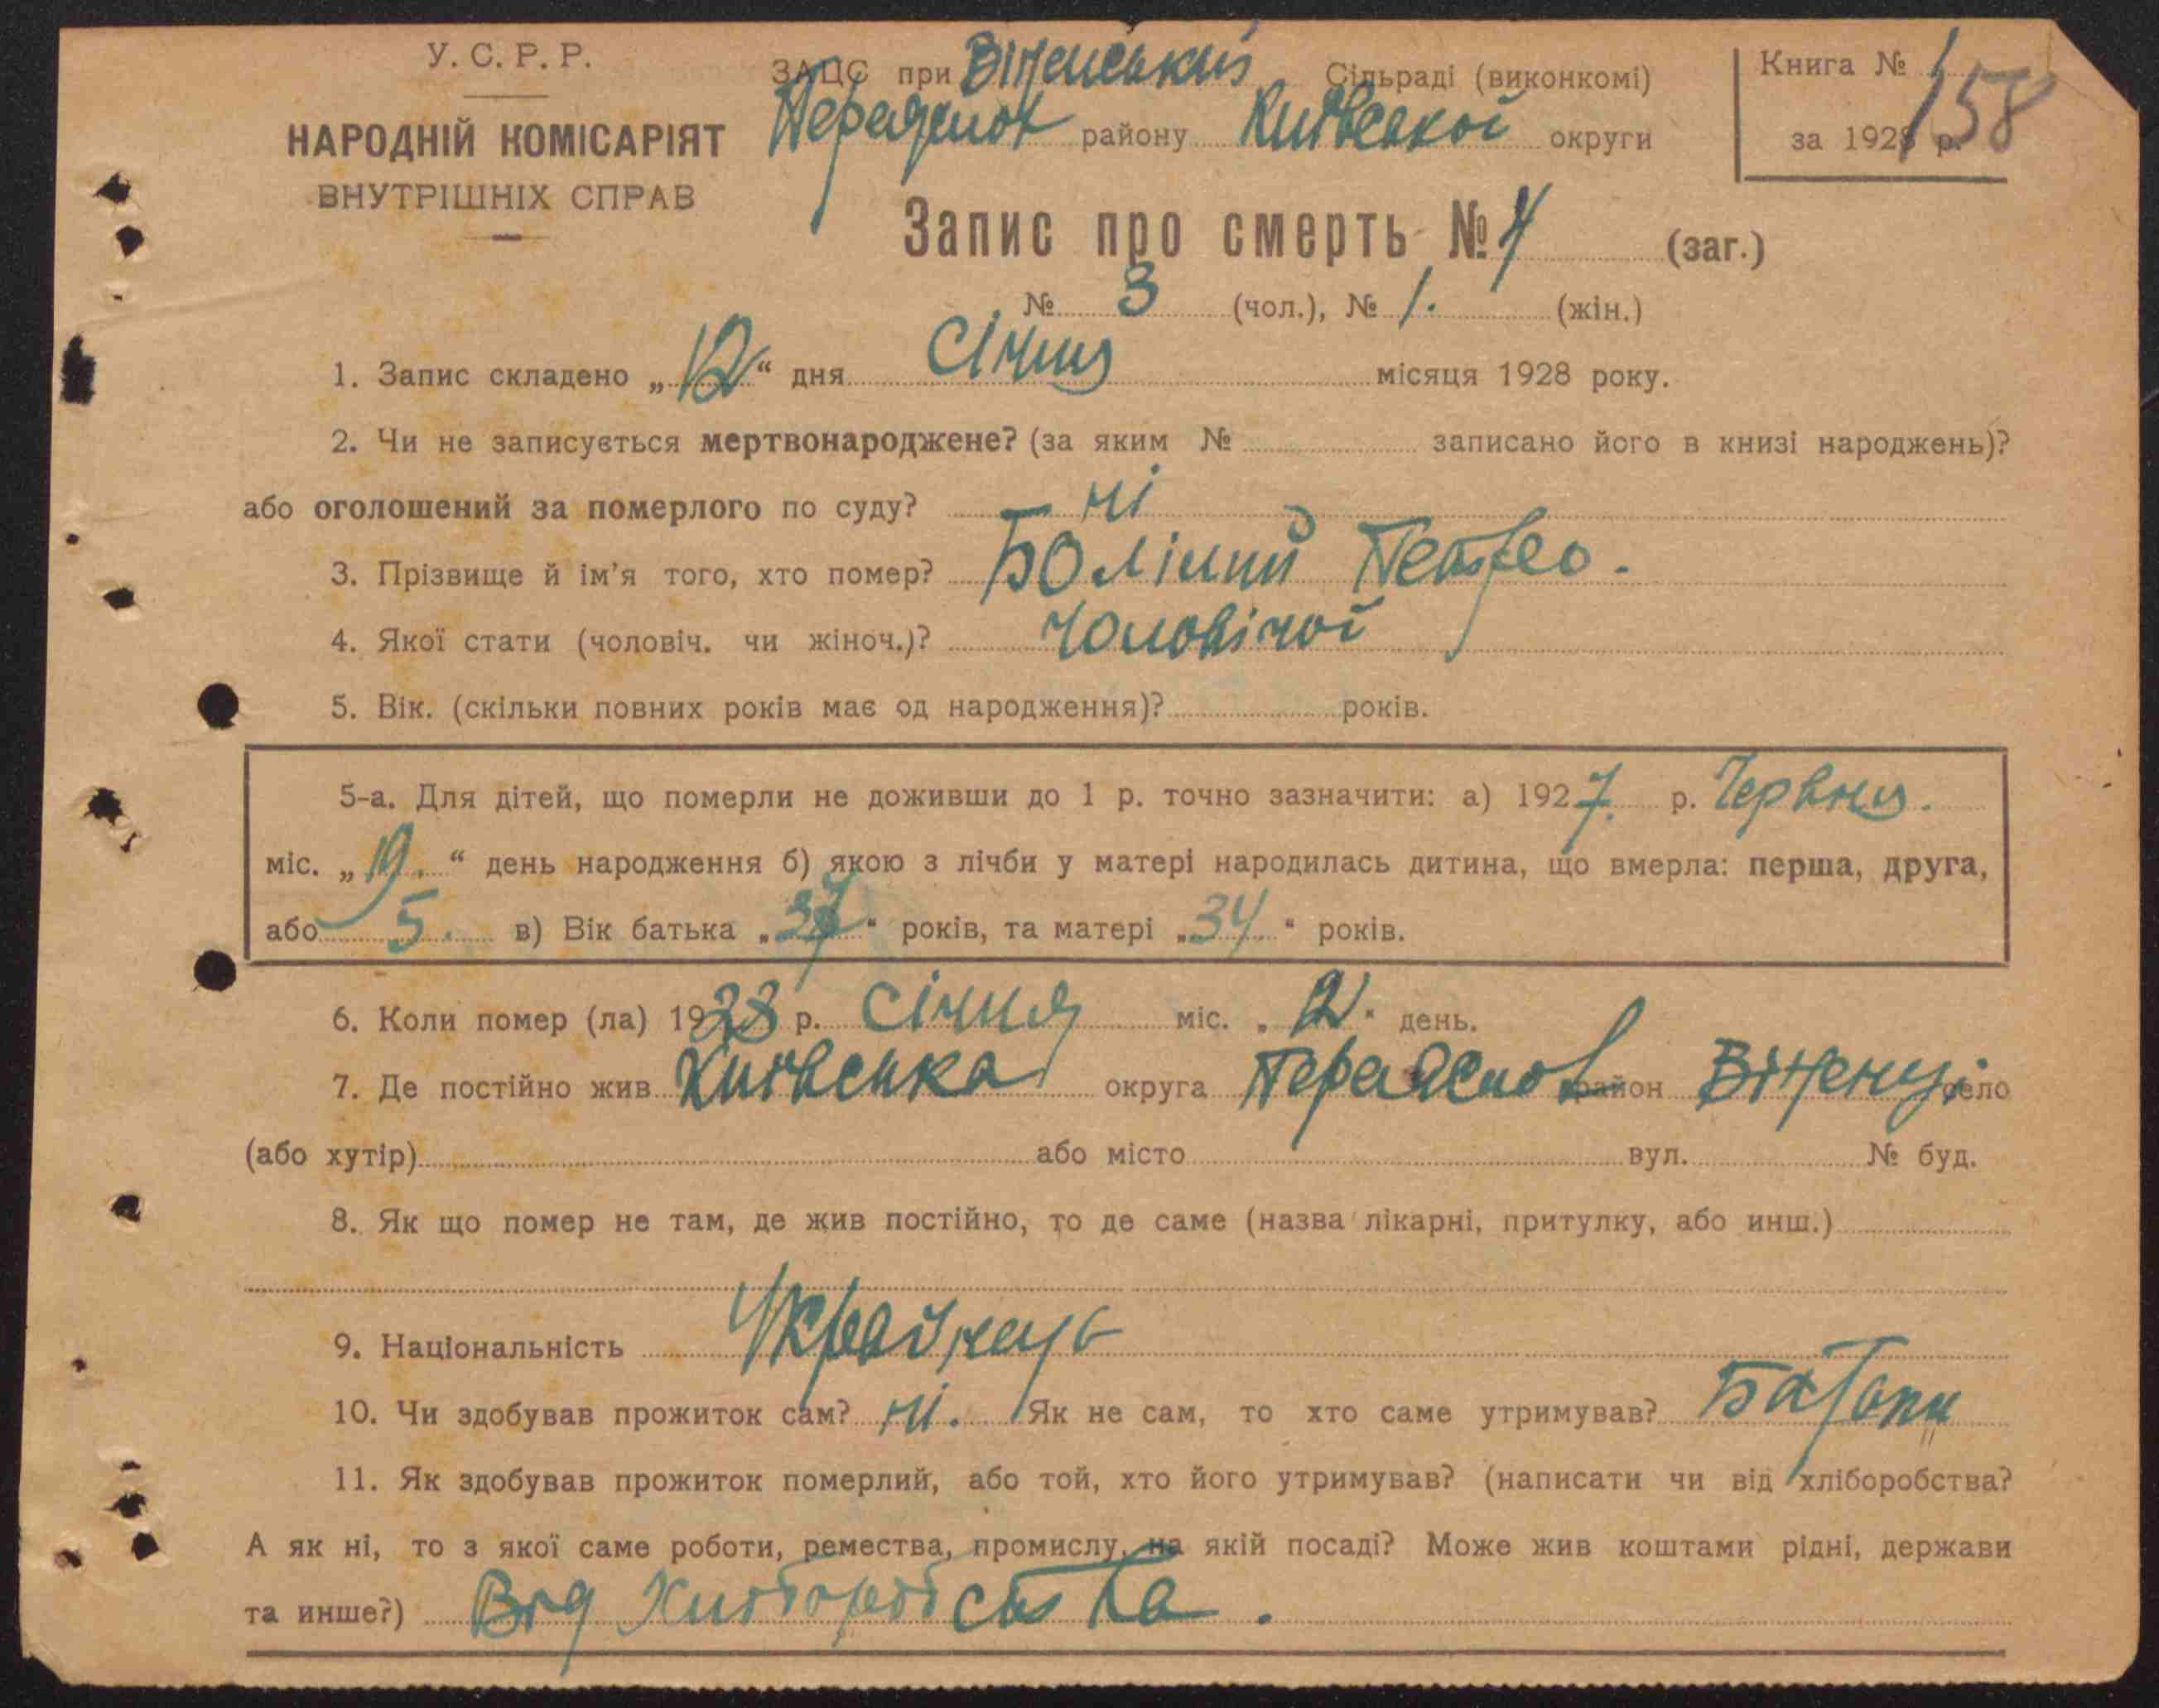 У. С. Р. Р.
НАРОДНІЙ КОМІСАРІЯТ
ВНУТРІШНІХ СПРАВ
ЗАЦС при Віненський Сільраді (виконкомі)
Переяслов району Київської округи
Книга № 1
158
за 1928 р.
Запис про смерть № 4 (заг.)
№ 3 (чол.), № 1. (жін.)
1. Запис складено „12“ дня Січня місяця 1928 року.
2. Чи не записується мертвонароджене? (за яким № записано його в книзі народжень)?
або оголошений за померлого по суду? ні
3. Прізвище й ім'я того, хто помер? Петро.
4. Якої стати (чоловіч. чи жіноч.)? чоловічої
5. Вік. (скільки повних років має од народження)? років.
5-а. Для дітей, що померли не доживши до 1 р. точно зазначити: а) 1927. р. Червня.
міс. „19.“ день народження б) якою з лічби у матері народилась дитина, що вмерла: перша, друга,
або 5. в) Вік батька „37“ років, та матері „34“ років.
6. Коли помер (ла) 1928 р. Січня міс. „ “ день.
7. Де постійно жив Київська округа Переяслов район Віненці село
(або хутір) або місто вул. № буд.
8. Як що помер не там, де жив постійно, то де саме (назва лікарні, притулку, або инш.)
9. Національність Українець
10. Чи здобував прожиток сам? ні. Як не сам, то хто саме утримував? Батьки
11. Як здобував прожиток померлий, або той, хто його утримував? (написати чи від хліборобства?
А як ні, то з якої саме роботи, ремества, промислу, на якій посаді? Може жив коштами рідні, держави
та инше?) Від Хліборобства.